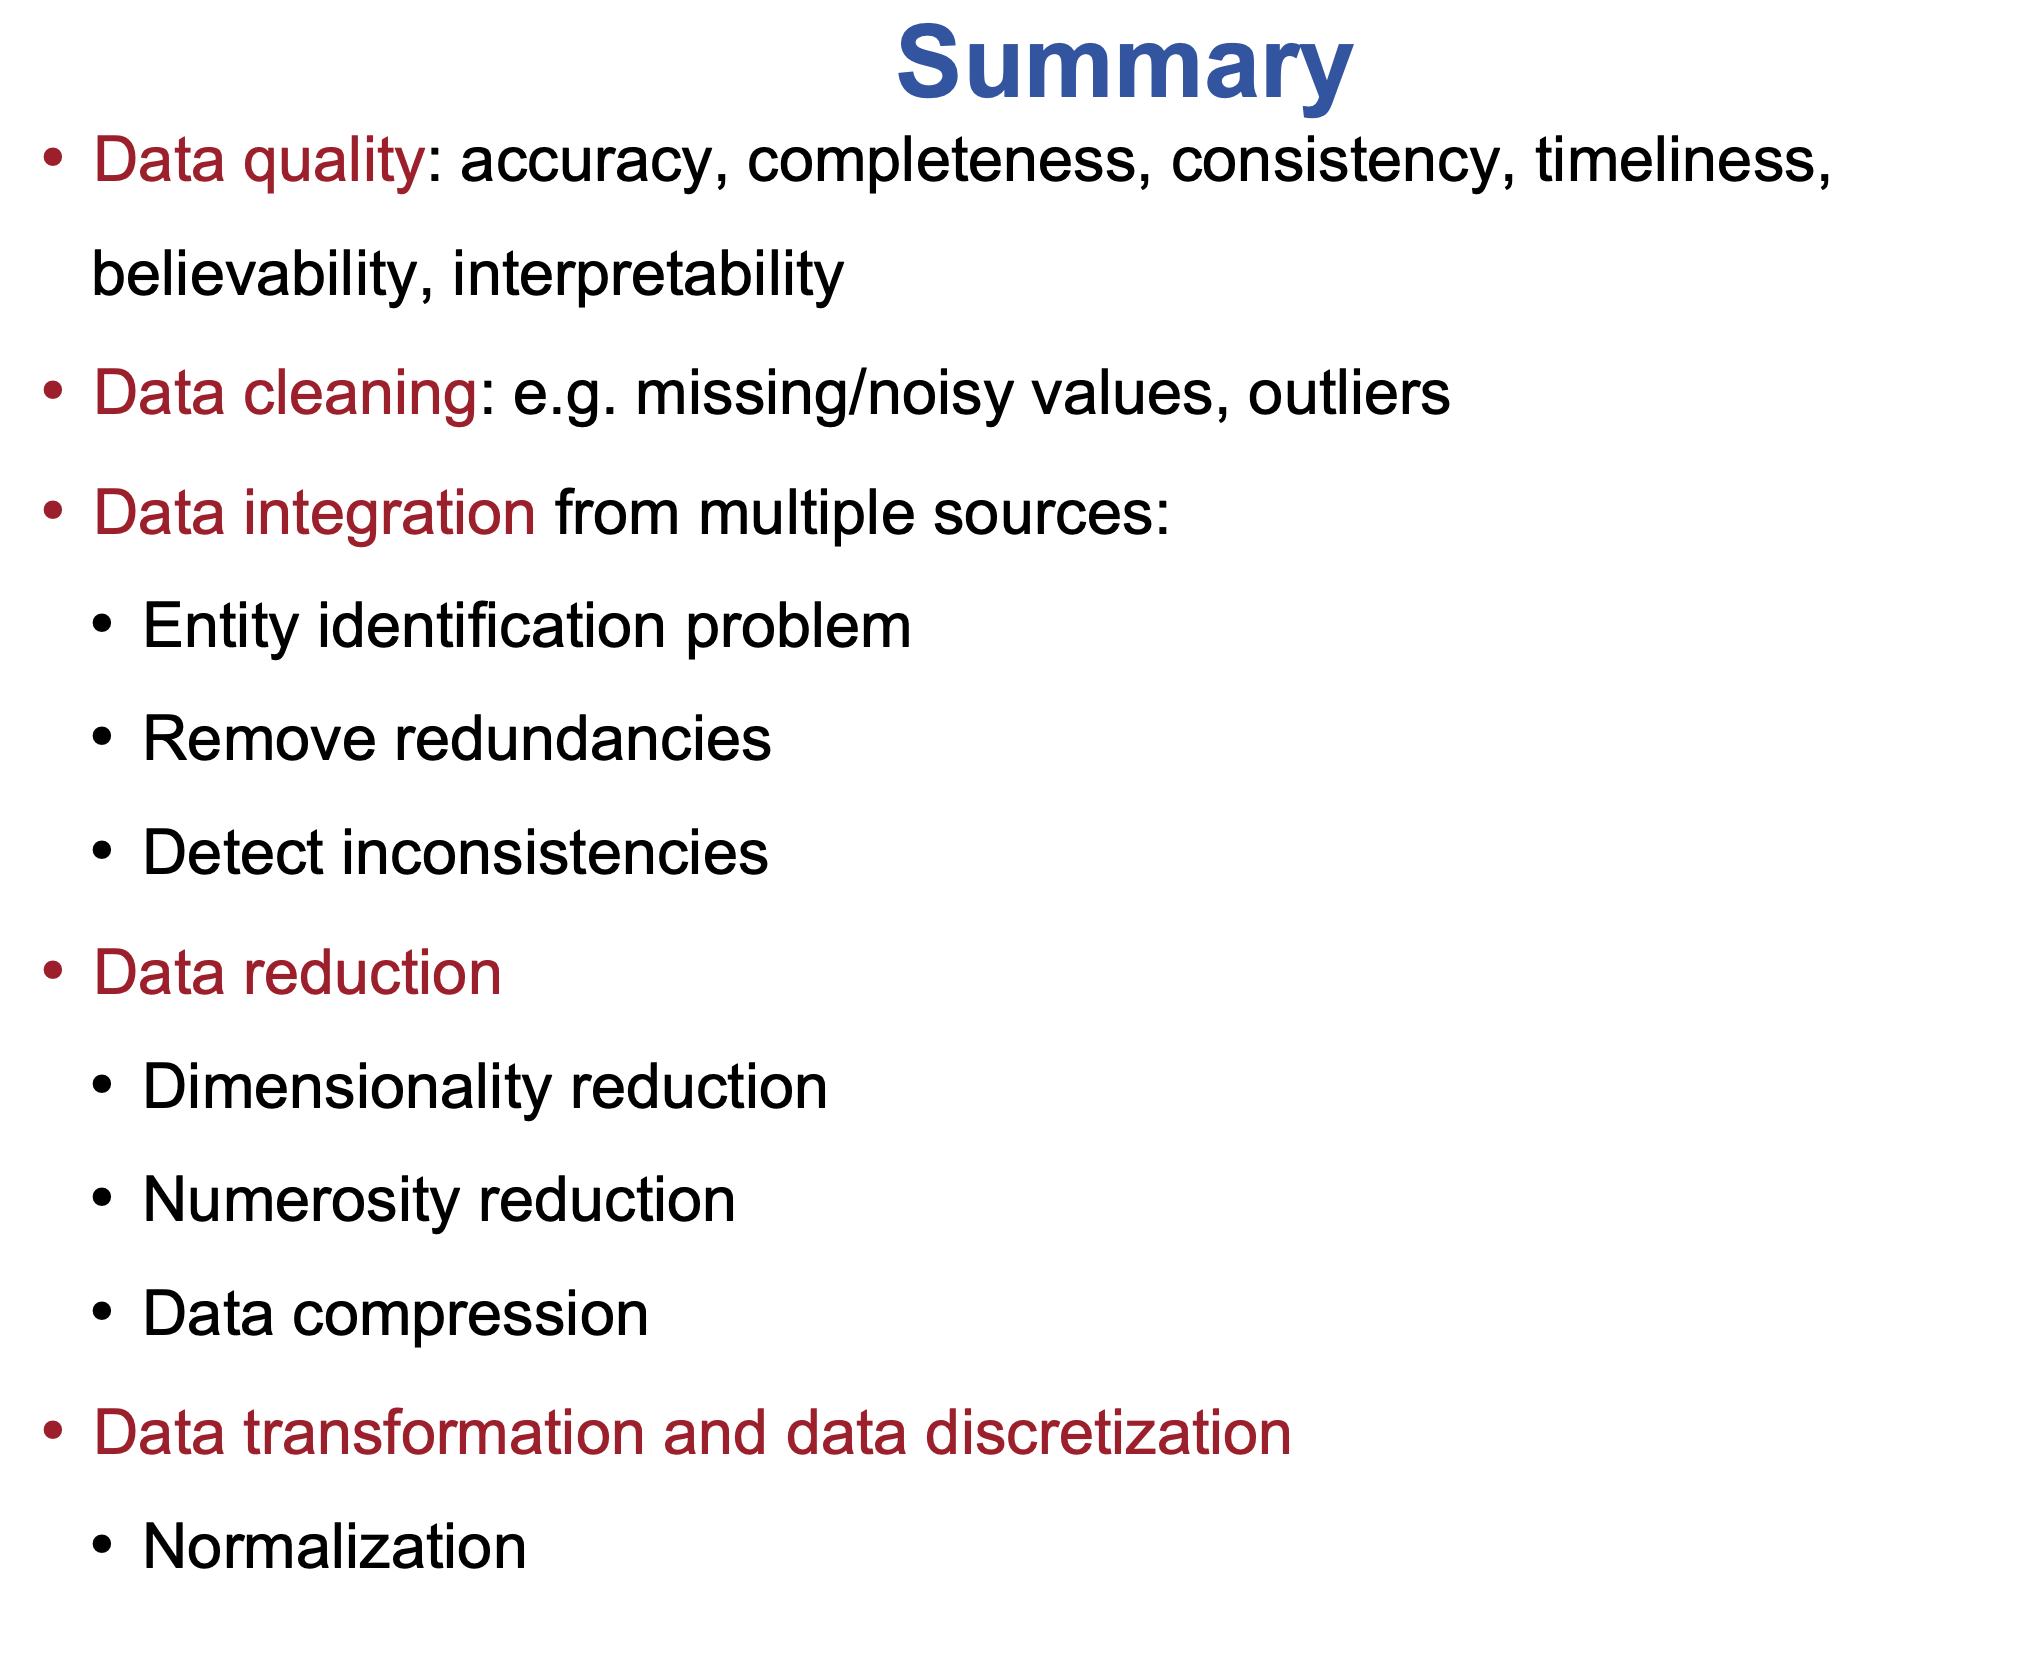 Summary
• Data quality: accuracy, completeness, consistency, timeliness,
believability, interpretability
• Data cleaning: e.g. missing/noisy values, outliers
• Data integration from multiple sources:
• Entity identification problem
• Remove redundancies
• Detect inconsistencies
• Data reduction
• Dimensionality reduction
• Numerosity reduction
• Data compression
• Data transformation and data discretization
• Normalization